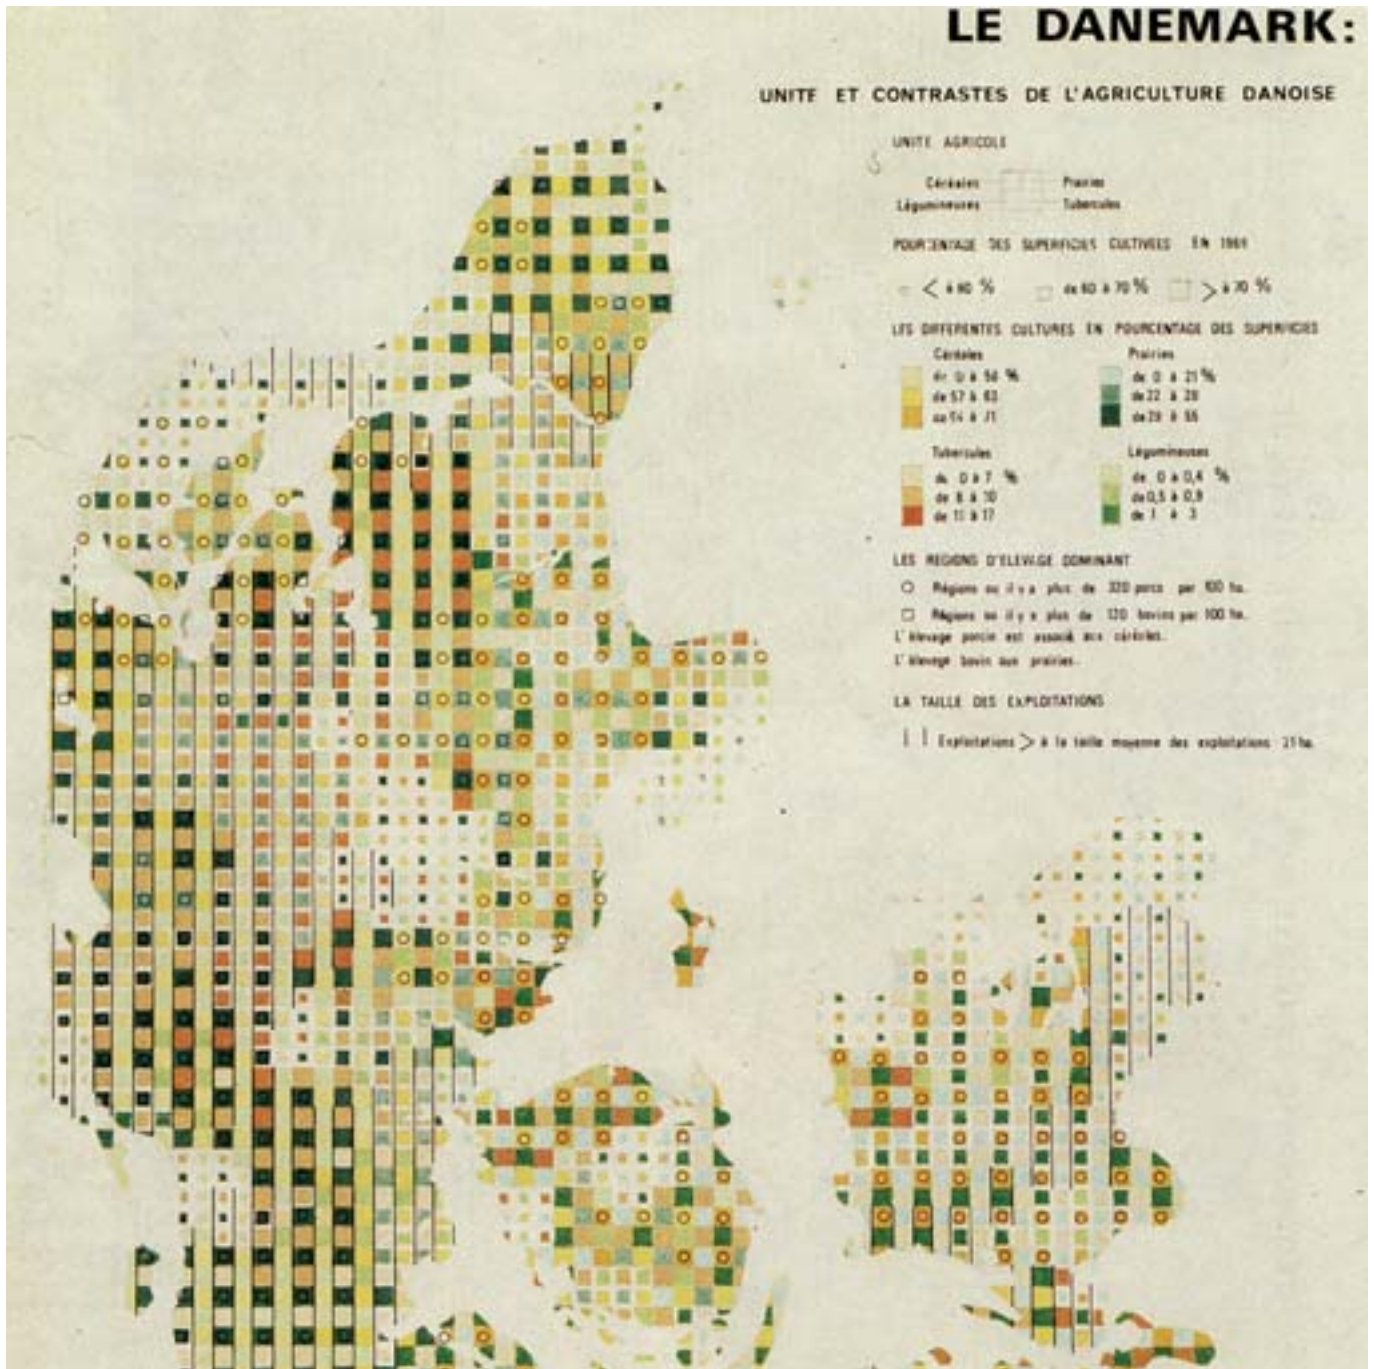 LE DANEMARK:
UNITE ET CONTRASTES DE L'AGRICULTURE DANOISE
UNITE AGRICOLE
Céréales Prairies
Légumineuses Tubercules
POURCENTAGE DES SUPERFICIES CULTIVEES EN
< à 60 % de 60 à 70 % > à 70 %
LES DIFFERENTES CULTURES EN POURCENTAGE DES SUPERFICIES
Céréales Prairies
de 0 à 56 % de 0 à 21 %
de 57 à 63 de 22 à 28
à 71 de 29 à 55
Tubercules Légumineuses
de 0 à 7 % de 0 à 0,4 %
de 8 à 10 de 0,5 à 0,9
de 11 à 17 de 1 à 3
LES REGIONS D'ELEVAGE DOMINANT
Régions ou il y a plus de 320 porcs par 100 ha.
Régions ou il y a plus de 120 bovins par 100 ha.
L'élevage porcin est associé aux céréales.
L'élevage bovin aux prairies.
LA TAILLE DES EXPLOITATIONS
Exploitations > à la taille moyenne des exploitations 21 ha.